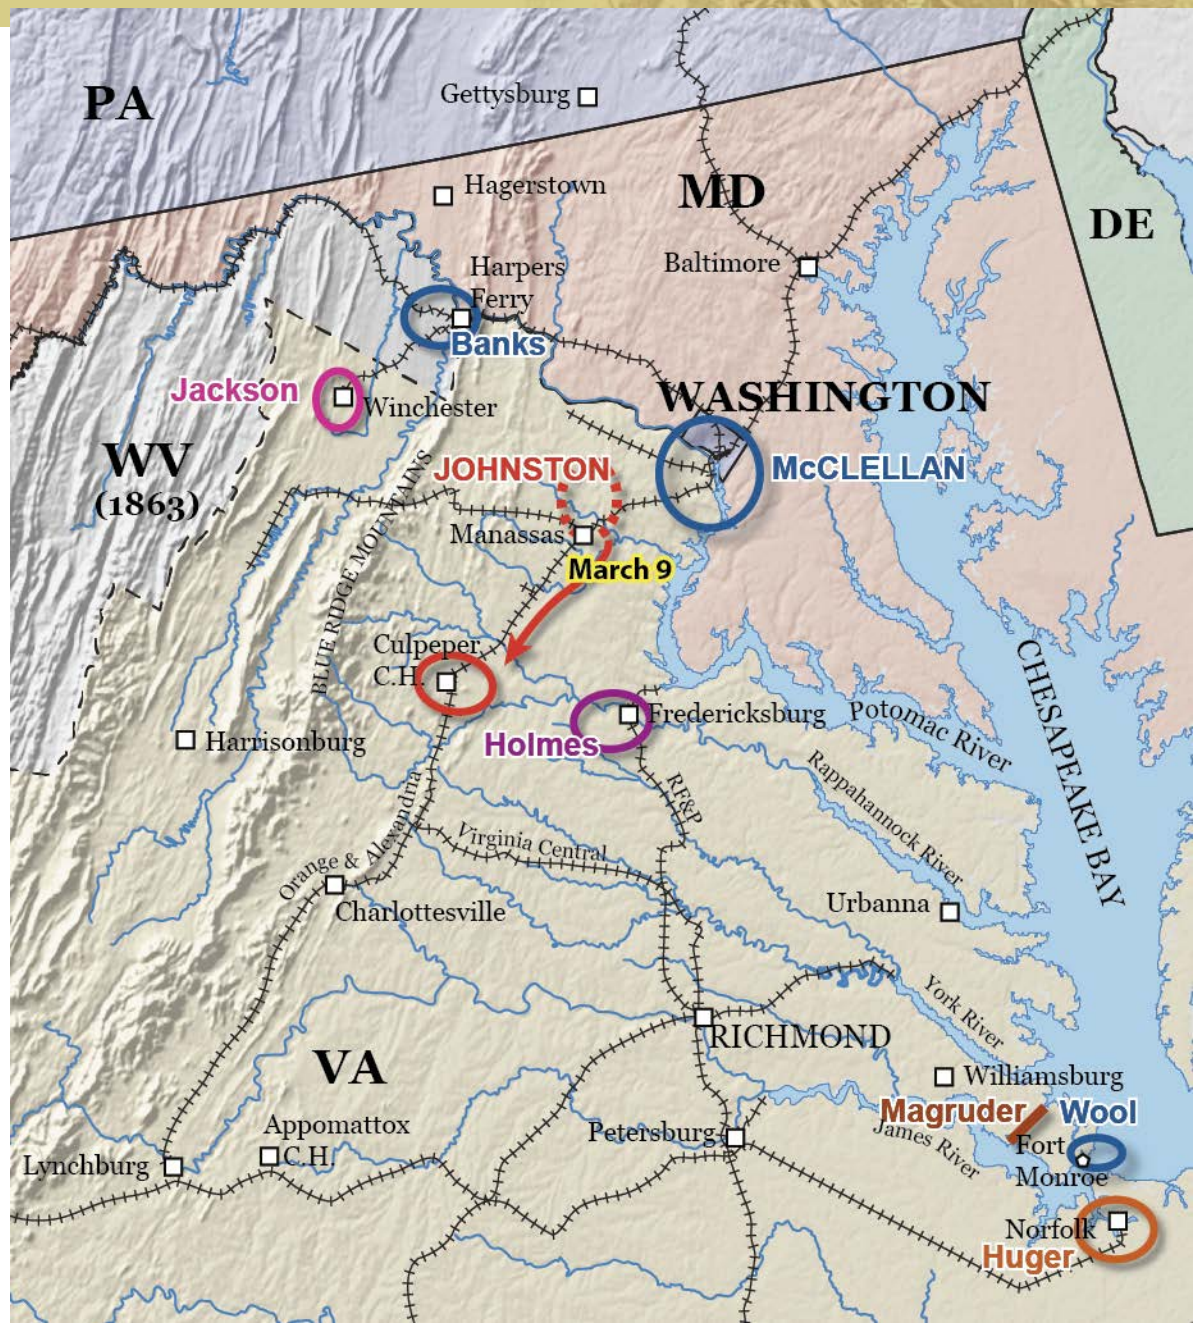 PA
Gettysburg
Hagerstown
MD
DE
Baltimore
Harpers
Ferry
Banks
Jackson
Winchester
WASHINGTON
WV
(1863)
JOHNSTON
McCLELLAN
Manassas
March 9
BLUE RIDGE MOUNTAINS
Culpeper
C.H.
CHESAPEAKE BAY
Fredericksburg
Holmes
Potomac River
Harrisonburg
RF&P
Rappahannock River
Orange & Alexandria
Virginia Central
Charlottesville
Urbanna
York River
RICHMOND
VA
Williamsburg
Magruder
Wool
Appomattox
C.H.
Petersburg
James River
Fort
Monroe
Lynchburg
Norfolk
Huger